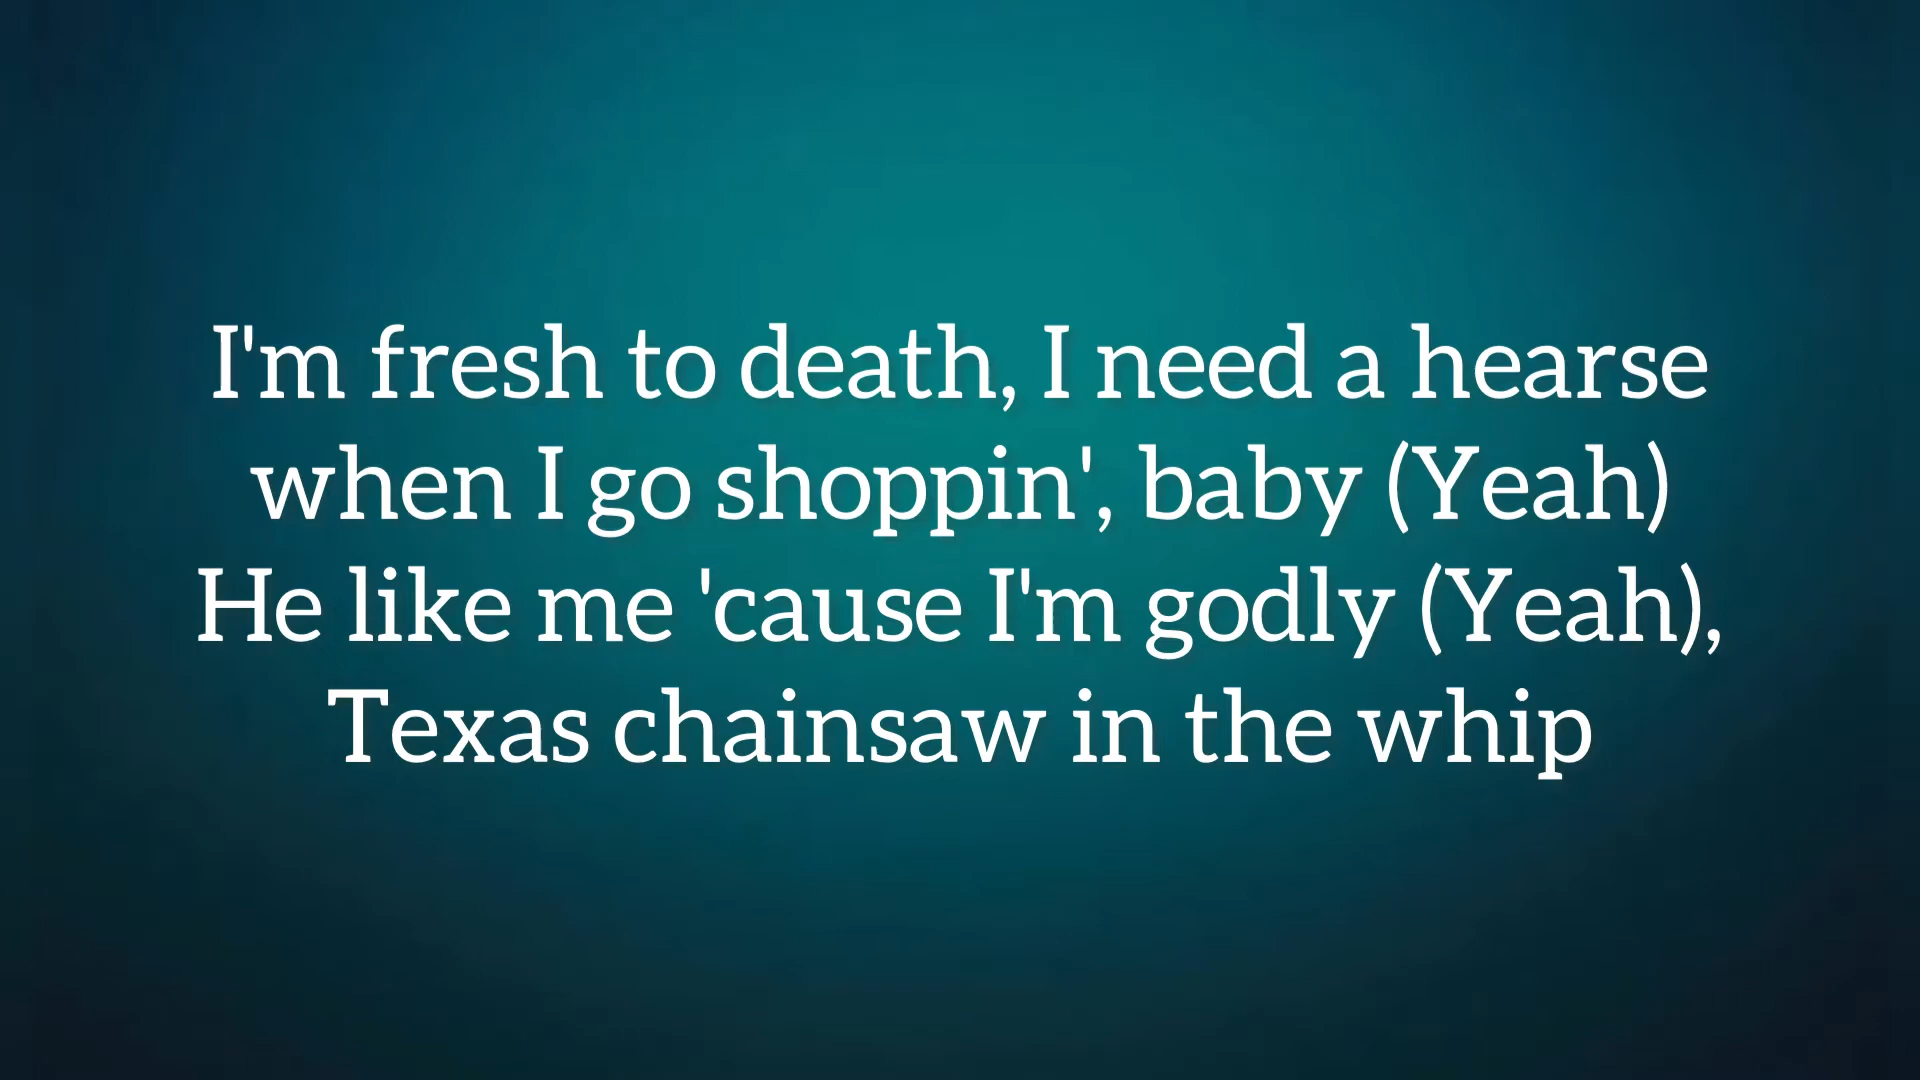 I'm fresh to death, I need a hearse
when I go shoppin', baby (Yeah)
He like me 'cause I'm godly (Yeah),
Texas chainsaw in the whip